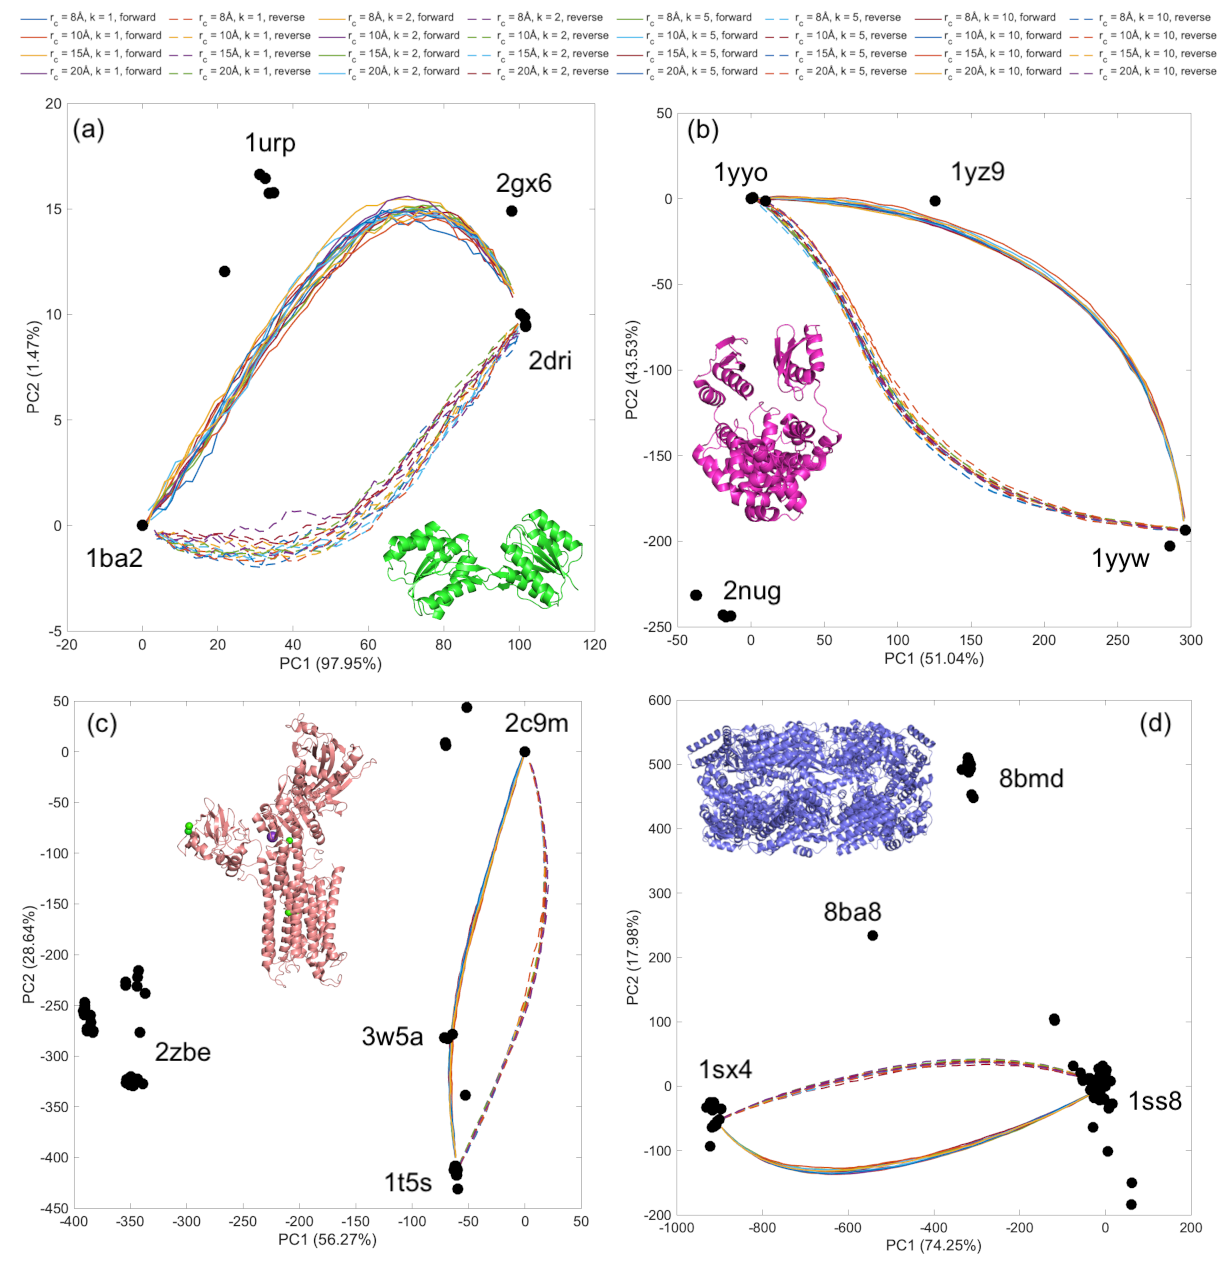 r_c = 8Å, k = 1, forward r_c = 8Å, k = 1, reverse r_c = 8Å, k = 2, forward r_c = 8Å, k = 2, reverse r_c = 8Å, k = 5, forward r_c = 8Å, k = 5, reverse r_c = 8Å, k = 10, forward r_c = 8Å, k = 10, reverse
r_c = 10Å, k = 1, forward r_c = 10Å, k = 1, reverse r_c = 10Å, k = 2, forward r_c = 10Å, k = 2, reverse r_c = 10Å, k = 5, forward r_c = 10Å, k = 5, reverse r_c = 10Å, k = 10, forward r_c = 10Å, k = 10, reverse
r_c = 15Å, k = 1, forward r_c = 15Å, k = 1, reverse r_c = 15Å, k = 2, forward r_c = 15Å, k = 2, reverse r_c = 15Å, k = 5, forward r_c = 15Å, k = 5, reverse r_c = 15Å, k = 10, forward r_c = 15Å, k = 10, reverse
r_c = 20Å, k = 1, forward r_c = 20Å, k = 1, reverse r_c = 20Å, k = 2, forward r_c = 20Å, k = 2, reverse r_c = 20Å, k = 5, forward r_c = 20Å, k = 5, reverse r_c = 20Å, k = 10, forward r_c = 20Å, k = 10, reverse
(a)
1urp
2gx6
2dri
1ba2
20
15
10
5
0
-5
PC2 (1.47%)
-20 0 20 40 60 80 100 120
PC1 (97.95%)
(b)
1yyo
1yz9
1yyw
2nug
50
0
-50
-100
-150
-200
-250
PC2 (43.53%)
-50 0 50 100 150 200 250 300
PC1 (51.04%)
(c)
2c9m
3w5a
2zbe
1t5s
50
0
-50
-100
-150
-200
-250
-300
-350
-400
-450
PC2 (28.64%)
-400 -350 -300 -250 -200 -150 -100 -50 0 50
PC1 (56.27%)
(d)
8bmd
8ba8
1sx4
1ss8
600
500
400
300
200
100
0
-100
-200
PC2 (17.98%)
-1000 -800 -600 -400 -200 0 200
PC1 (74.25%)